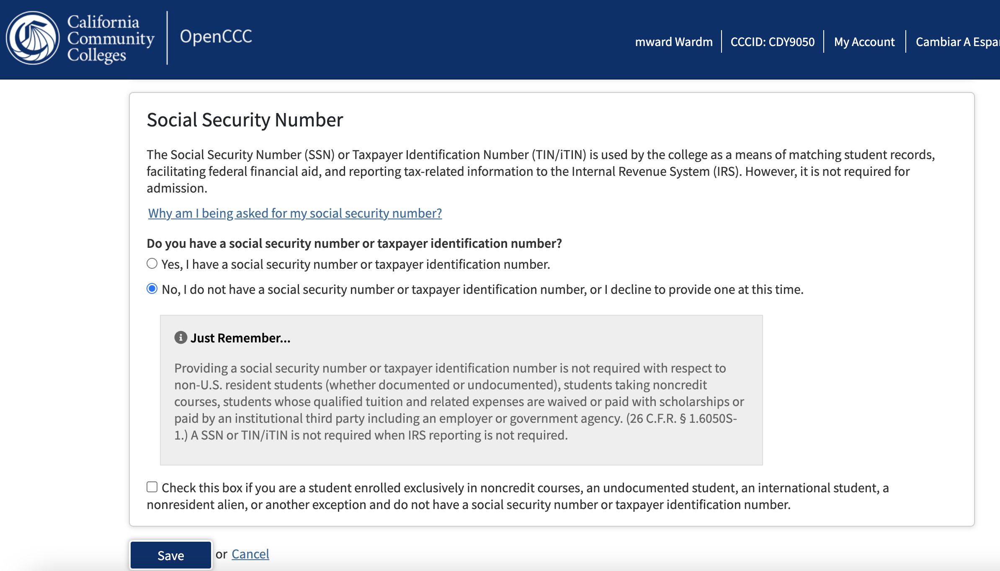 California
Community
Colleges
OpenCCC
mward Wardm
CCCID: CDY9050
My Account
Cambiar A Espa
Social Security Number
The Social Security Number (SSN) or Taxpayer Identification Number (TIN/iTIN) is used by the college as a means of matching student records,
facilitating federal financial aid, and reporting tax-related information to the Internal Revenue System (IRS). However, it is not required for
admission.
Why am I being asked for my social security number?
Do you have a social security number or taxpayer identification number?
Yes, I have a social security number or taxpayer identification number.
No, I do not have a social security number or taxpayer identification number, or I decline to provide one at this time.
Just Remember...
Providing a social security number or taxpayer identification number is not required with respect to
non-U.S. resident students (whether documented or undocumented), students taking noncredit
courses, students whose qualified tuition and related expenses are waived or paid with scholarships or
paid by an institutional third party including an employer or government agency. (26 C.F.R. § 1.6050S-
1.) A SSN or TIN/iTIN is not required when IRS reporting is not required.
Check this box if you are a student enrolled exclusively in noncredit courses, an undocumented student, an international student, a
nonresident alien, or another exception and do not have a social security number or taxpayer identification number.
Save or Cancel